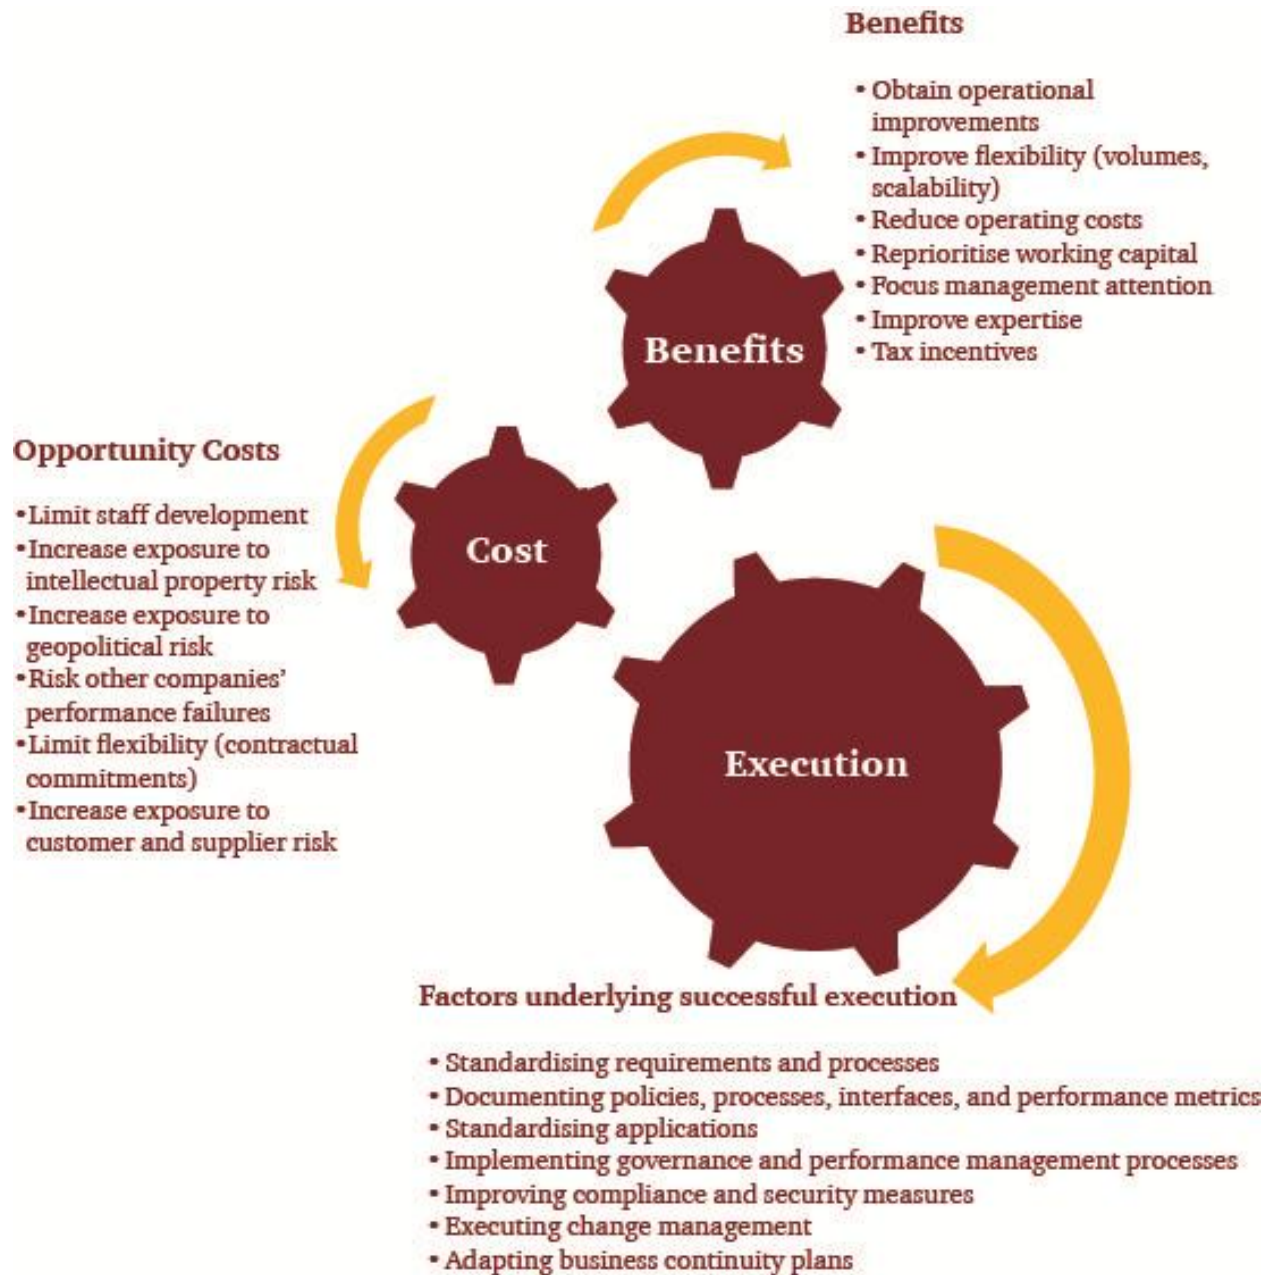 Benefits
• Obtain operational
improvements
• Improve flexibility (volumes,
scalability)
• Reduce operating costs
• Reprioritise working capital
• Focus management attention
• Improve expertise
• Tax incentives
Benefits
Opportunity Costs
•Limit staff development
•Increase exposure to
intellectual property risk
•Increase exposure to
geopolitical risk
•Risk other companies’
performance failures
•Limit flexibility (contractual
commitments)
•Increase exposure to
customer and supplier risk
Cost
Execution
Factors underlying successful execution
• Standardising requirements and processes
• Documenting policies, processes, interfaces, and performance metrics
• Standardising applications
• Implementing governance and performance management processes
• Improving compliance and security measures
• Executing change management
• Adapting business continuity plans